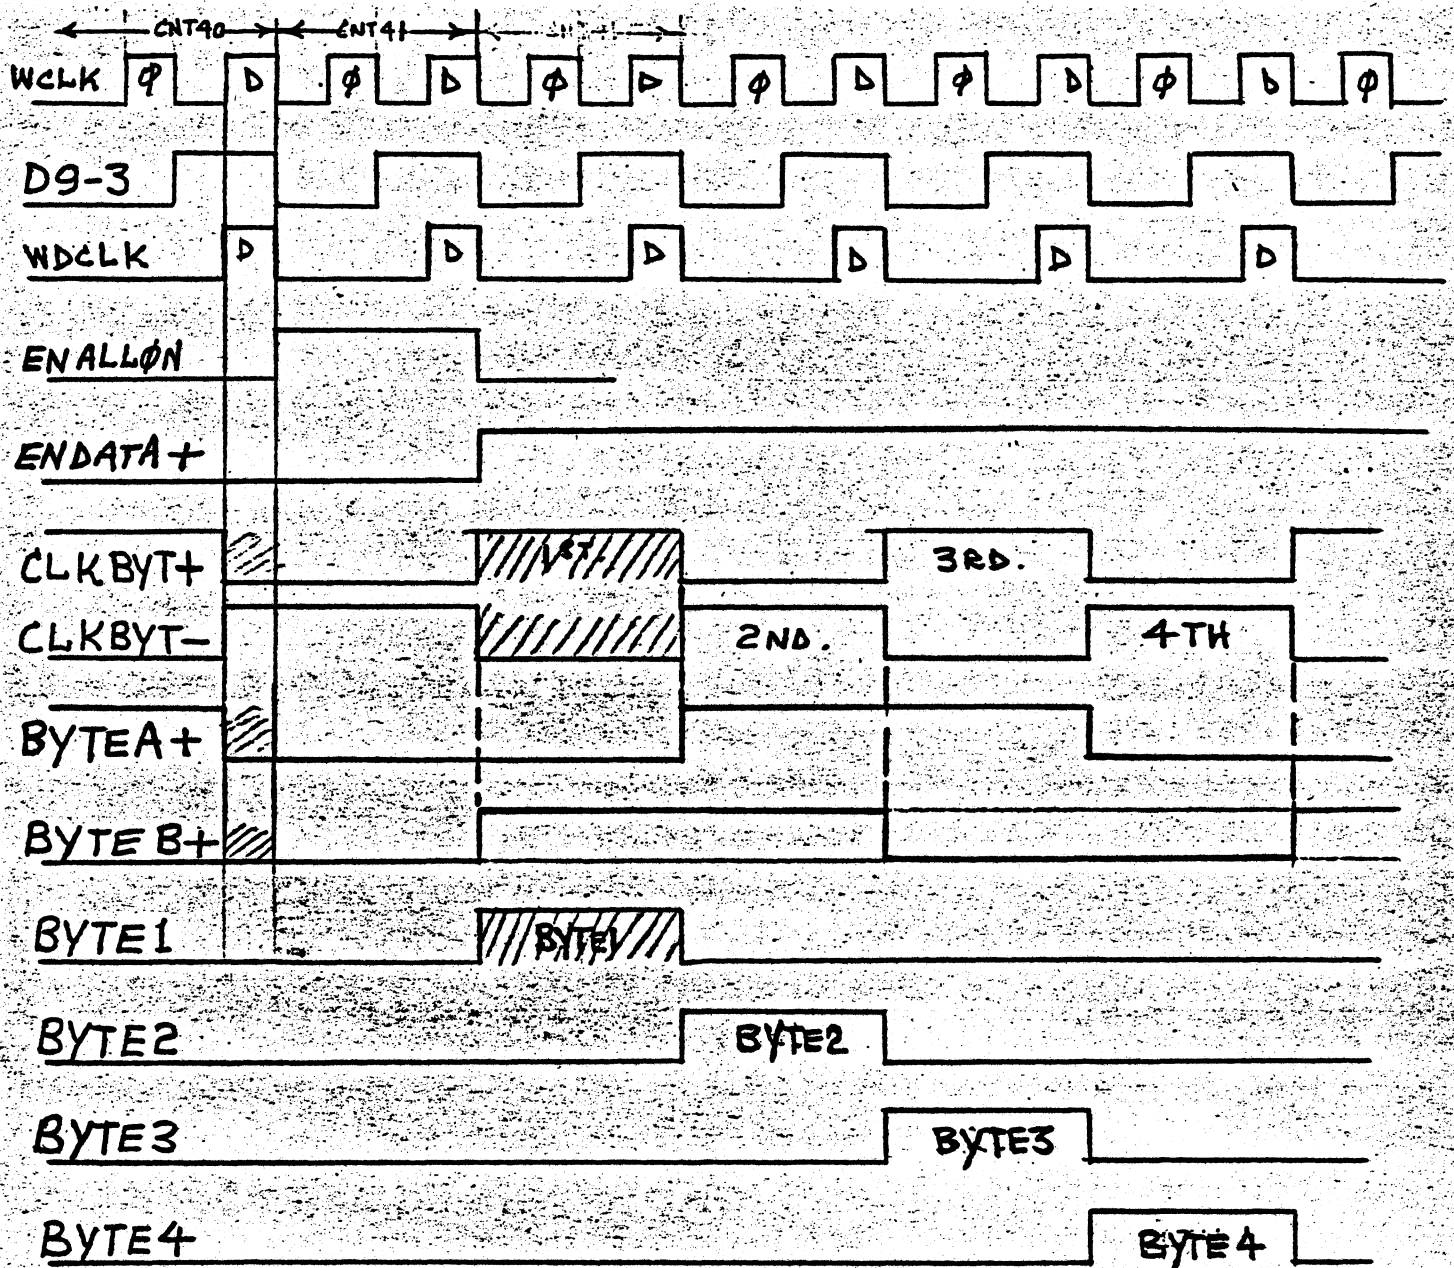 CNT40 CNT41
WCLK φ D φ D φ D φ D φ D φ D φ
D9-3
WDCLK D D D D D D
ENALLØN
ENDATA+
CLKBYT+ 1ST. 3RD.
CLKBYT- 2ND. 4TH
BYTEA+
BYTEB+
BYTE1 BYTE1
BYTE2 BYTE2
BYTE3 BYTE3
BYTE4 BYTE4